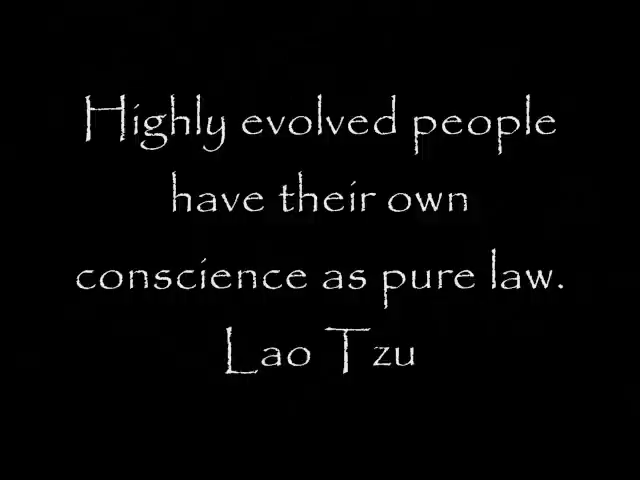 Highly evolved people
have their own
conscience as pure law.
Lao Tzu